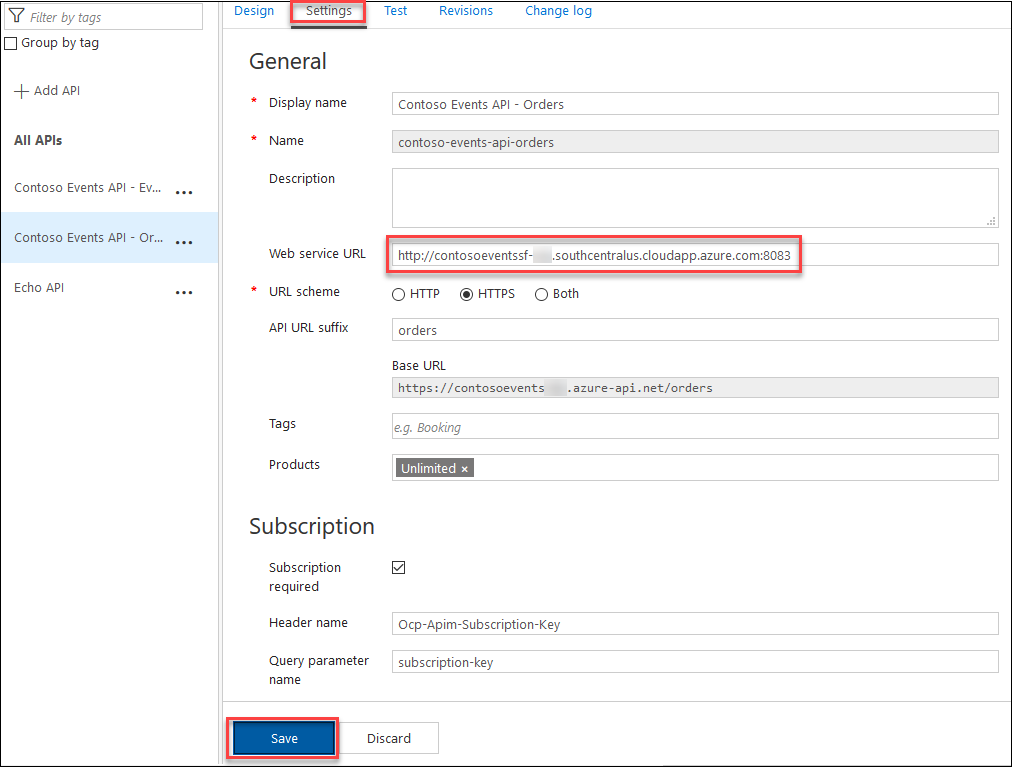 Filter by tags
Group by tag
Add API
All APIs
Contoso Events API - Ev... ...
Contoso Events API - Or... ...
Echo API ...
Design Settings Test Revisions Change log
General
* Display name Contoso Events API - Orders
* Name contoso-events-api-orders
Description
Web service URL http://contosoeventssf- .southcentralus.cloudapp.azure.com:8083
* URL scheme HTTP HTTPS Both
API URL suffix orders
Base URL
https://contosoevents .azure-api.net/orders
Tags e.g. Booking
Products Unlimited ×
Subscription
Subscription
required
Header name Ocp-Apim-Subscription-Key
Query parameter
name subscription-key
Save Discard